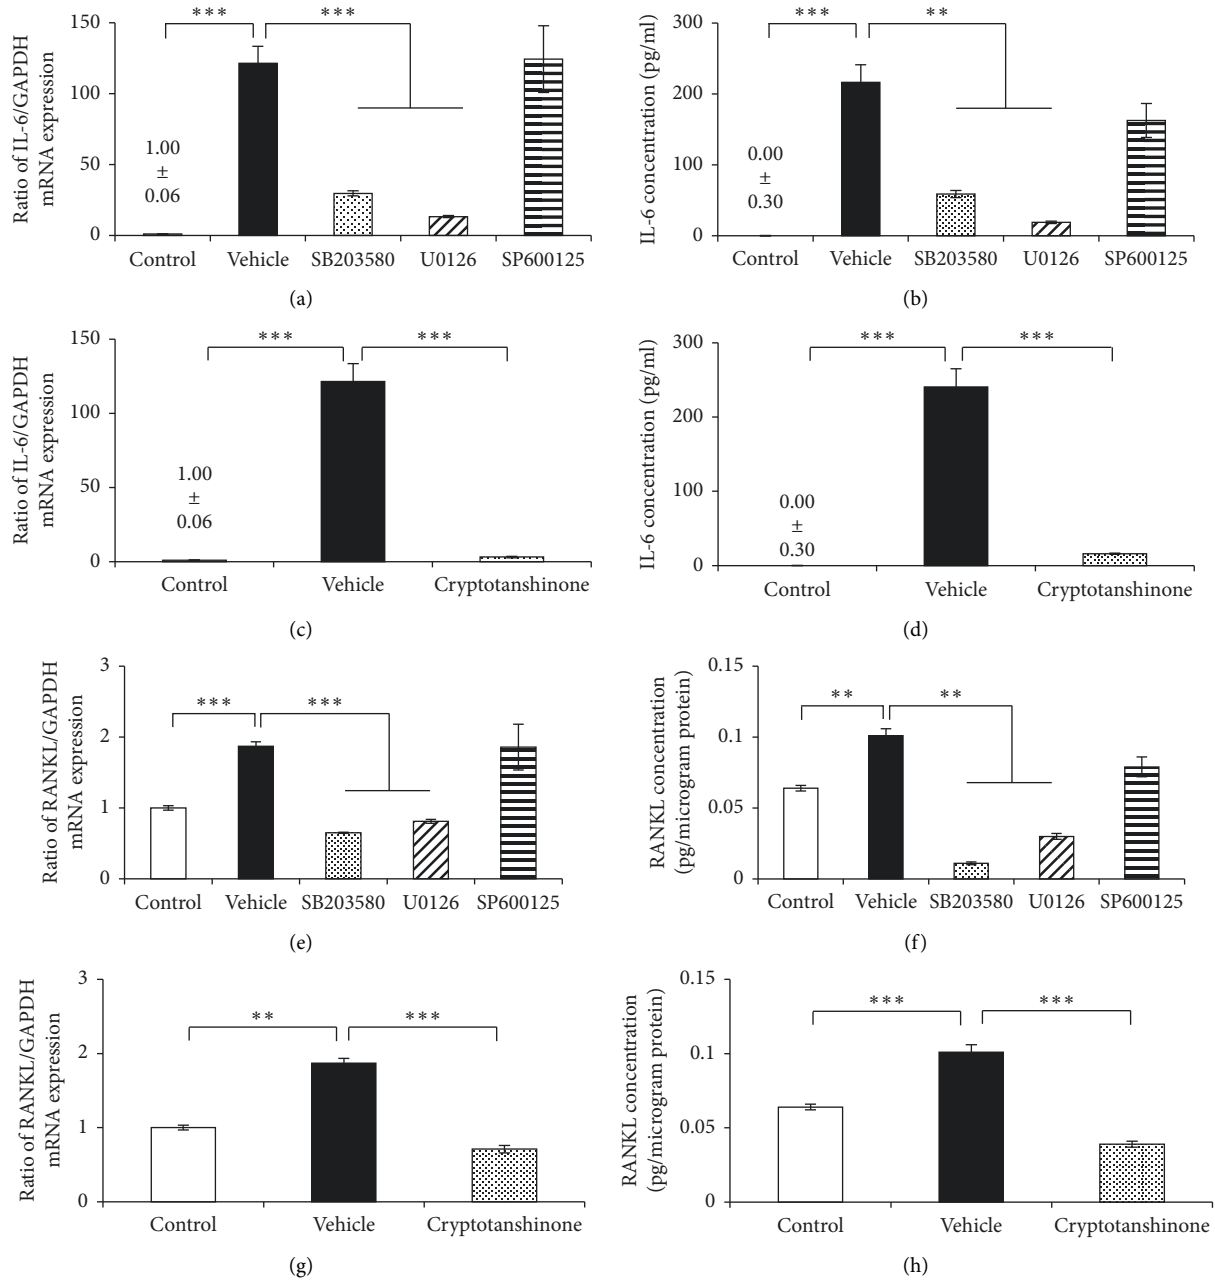 Ratio of IL-6/GAPDH
mRNA expression
150
100
50
0
***
***
1.00
±
0.06
Control Vehicle SB203580 U0126 SP600125
(a)
IL-6 concentration (pg/ml)
300
200
100
0
***
**
0.00
±
0.30
Control Vehicle SB203580 U0126 SP600125
(b)
Ratio of IL-6/GAPDH
mRNA expression
150
100
50
0
***
***
1.00
±
0.06
Control Vehicle Cryptotanshinone
(c)
IL-6 concentration (pg/ml)
300
200
100
0
***
***
0.00
±
0.30
Control Vehicle Cryptotanshinone
(d)
Ratio of RANKL/GAPDH
mRNA expression
3
2
1
0
***
***
Control Vehicle SB203580 U0126 SP600125
(e)
RANKL concentration
(pg/microgram protein)
0.15
0.1
0.05
0
**
**
Control Vehicle SB203580 U0126 SP600125
(f)
Ratio of RANKL/GAPDH
mRNA expression
3
2
1
0
**
***
Control Vehicle Cryptotanshinone
(g)
RANKL concentration
(pg/microgram protein)
0.15
0.1
0.05
0
***
***
Control Vehicle Cryptotanshinone
(h)